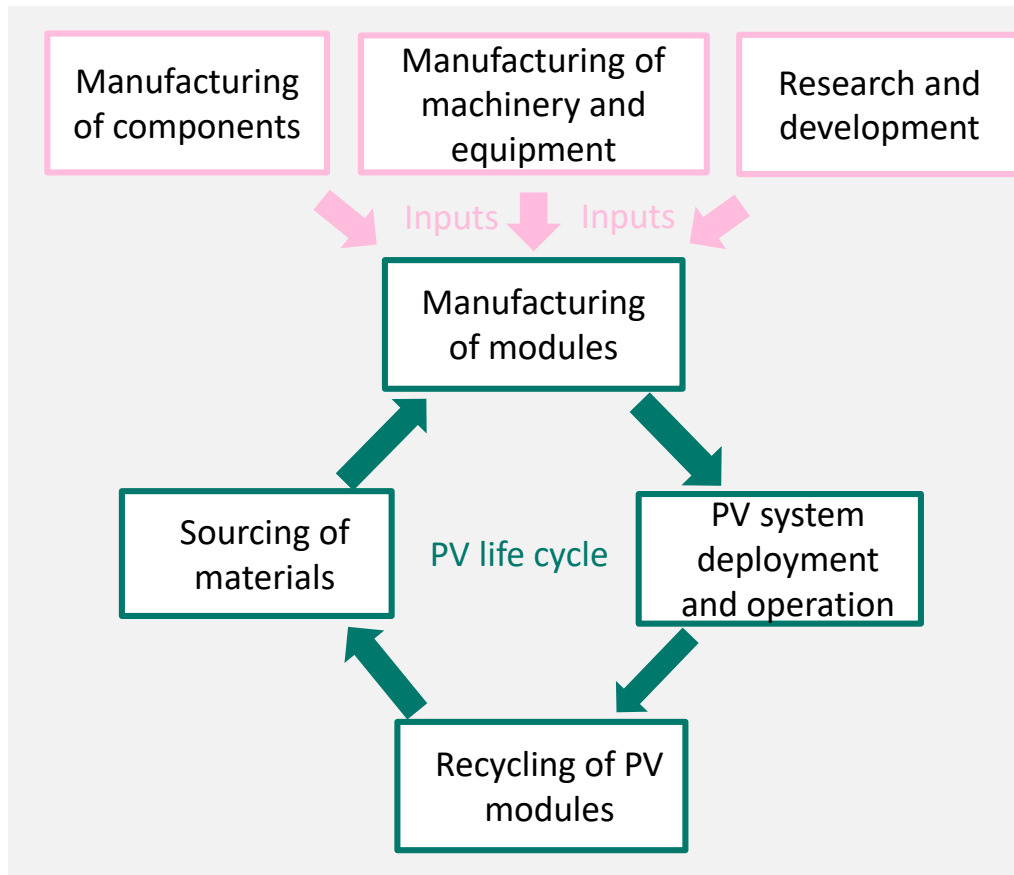 Manufacturing
of components
Manufacturing of
machinery and
equipment
Research and
development
Inputs
Inputs
Manufacturing
of modules
Sourcing of
materials
PV life cycle
PV system
deployment
and operation
Recycling of PV
modules